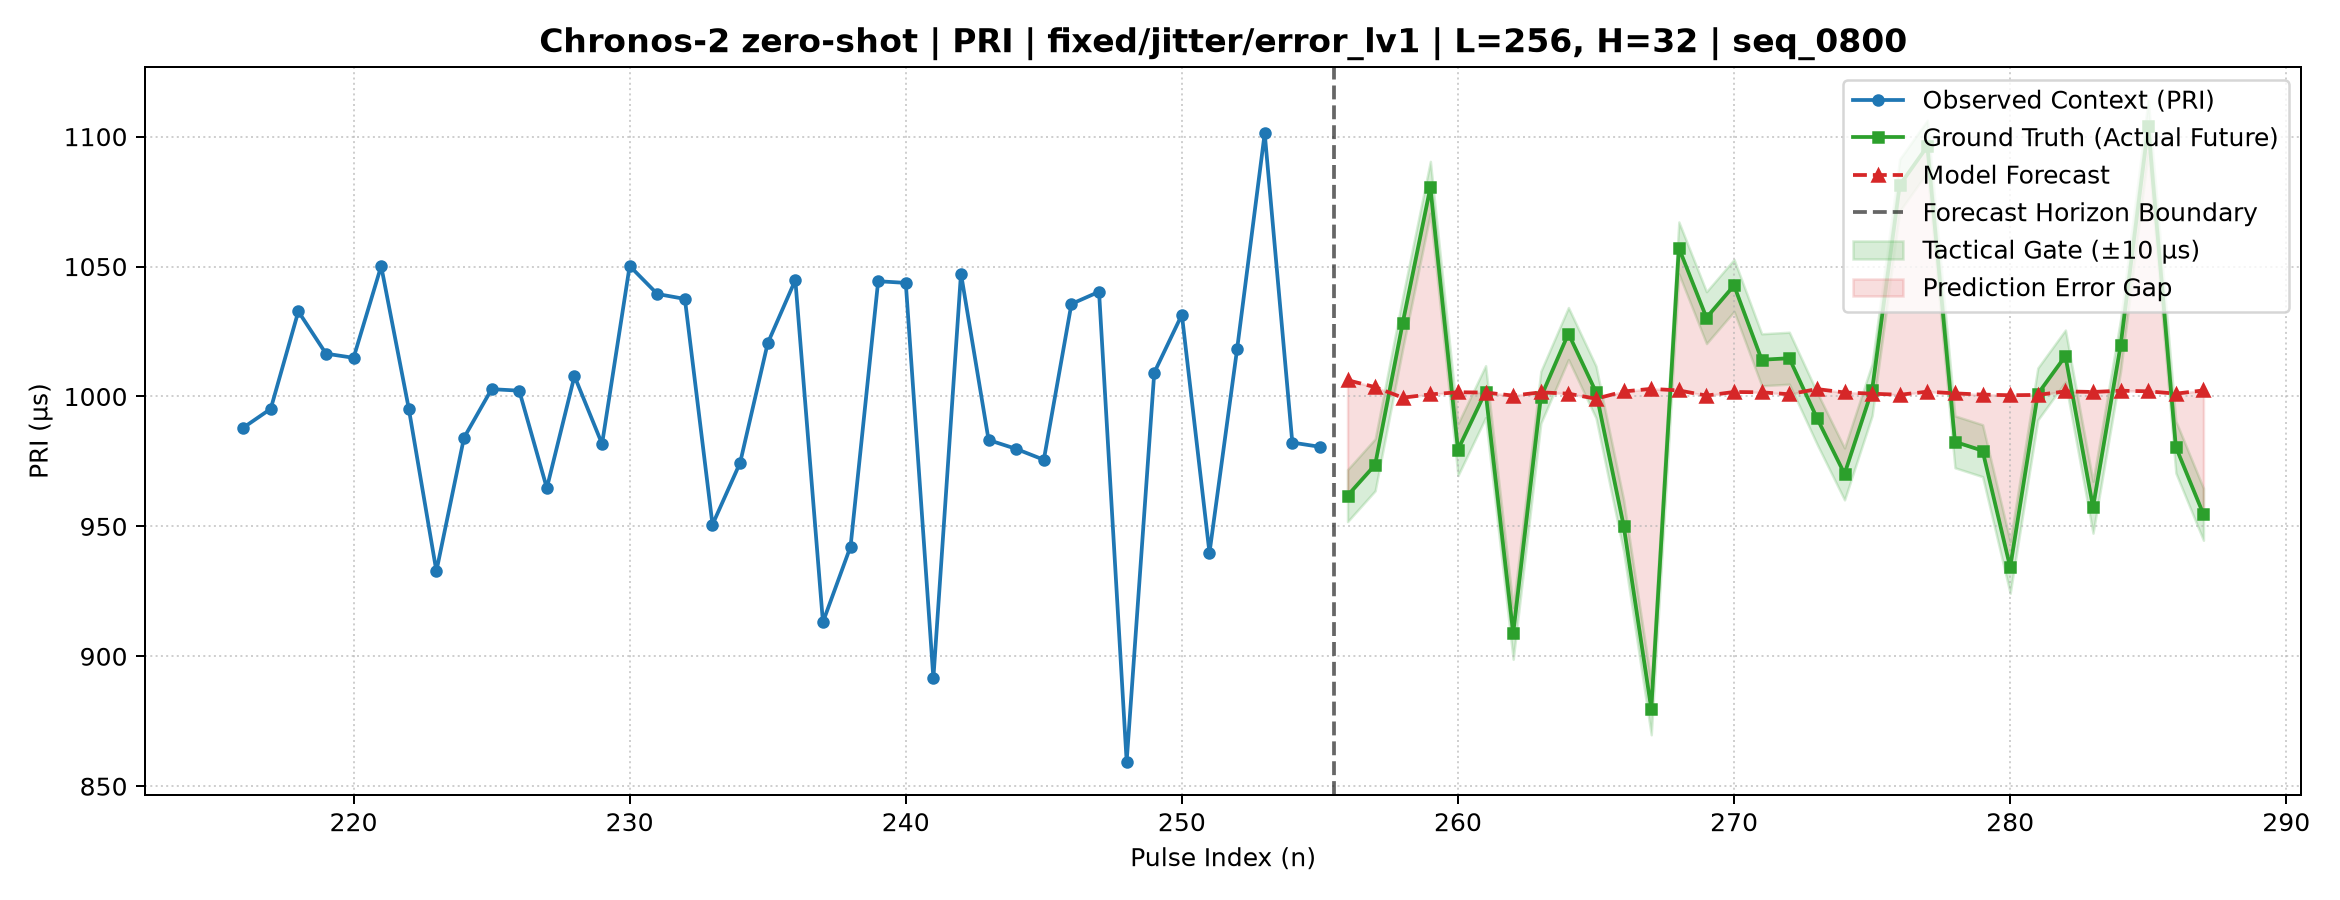 Chronos-2 zero-shot | PRI | fixed/jitter/error_lv1 | L=256, H=32 | seq_0800
Observed Context (PRI)
Ground Truth (Actual Future)
Model Forecast
Forecast Horizon Boundary
Tactical Gate (±10 μs)
Prediction Error Gap
PRI (μs)
1100
1050
1000
950
900
850
220 230 240 250 260 270 280 290
Pulse Index (n)